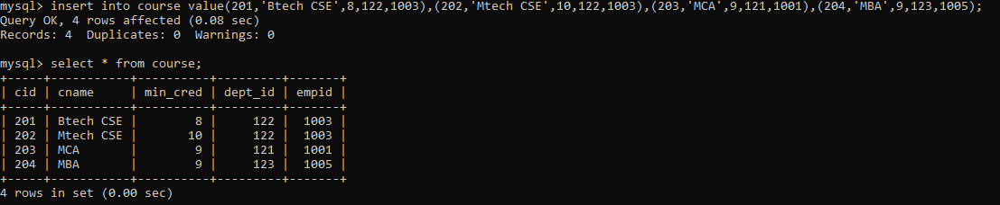 mysql> insert into course value(201,'Btech CSE',8,122,1003),(202,'Mtech CSE',10,122,1003),(203,'MCA',9,121,1001),(204,'MBA',9,123,1005);
Query OK, 4 rows affected (0.08 sec)
Records: 4  Duplicates: 0  Warnings: 0

mysql> select * from course;
+-----+-----------+----------+---------+-------+
| cid | cname     | min_cred | dept_id | empid |
+-----+-----------+----------+---------+-------+
| 201 | Btech CSE |        8 |     122 |  1003 |
| 202 | Mtech CSE |       10 |     122 |  1003 |
| 203 | MCA       |        9 |     121 |  1001 |
| 204 | MBA       |        9 |     123 |  1005 |
+-----+-----------+----------+---------+-------+
4 rows in set (0.00 sec)